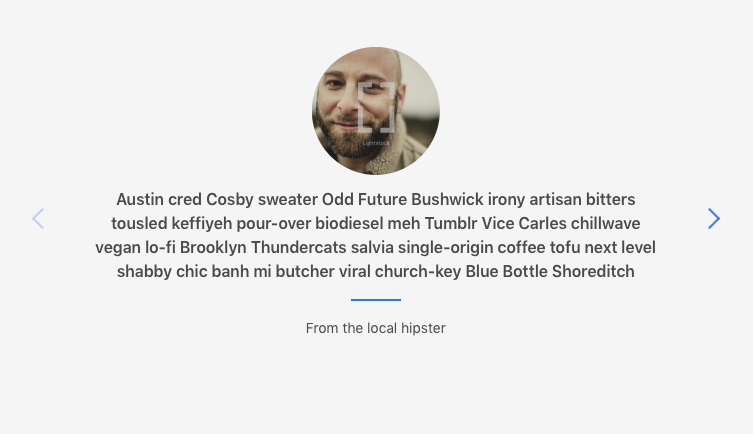 Lightstock
Austin cred Cosby sweater Odd Future Bushwick irony artisan bitters
tousled keffiyeh pour-over biodiesel meh Tumblr Vice Carles chillwave
vegan lo-fi Brooklyn Thundercats salvia single-origin coffee tofu next level
shabby chic banh mi butcher viral church-key Blue Bottle Shoreditch
From the local hipster